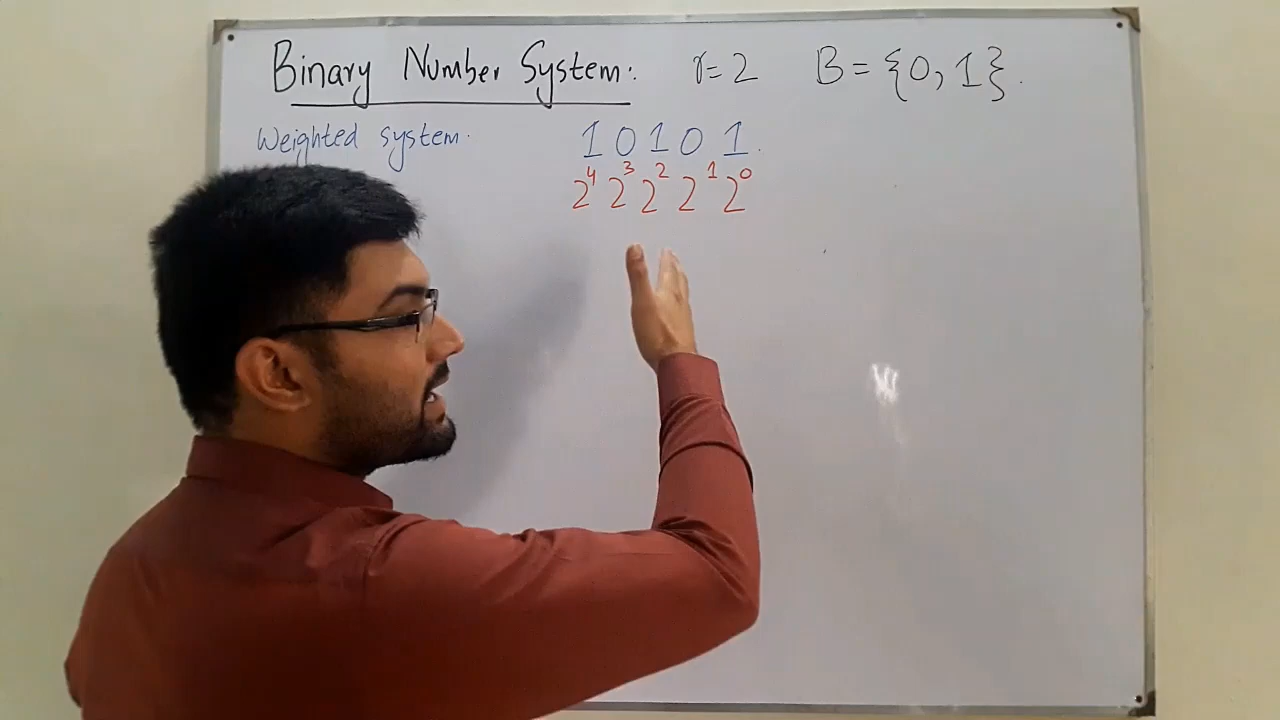 Binary Number System: r=2 B={0,1}.
Weighted system. 1 0 1 0 1.
2⁴ 2³ 2² 2¹ 2⁰